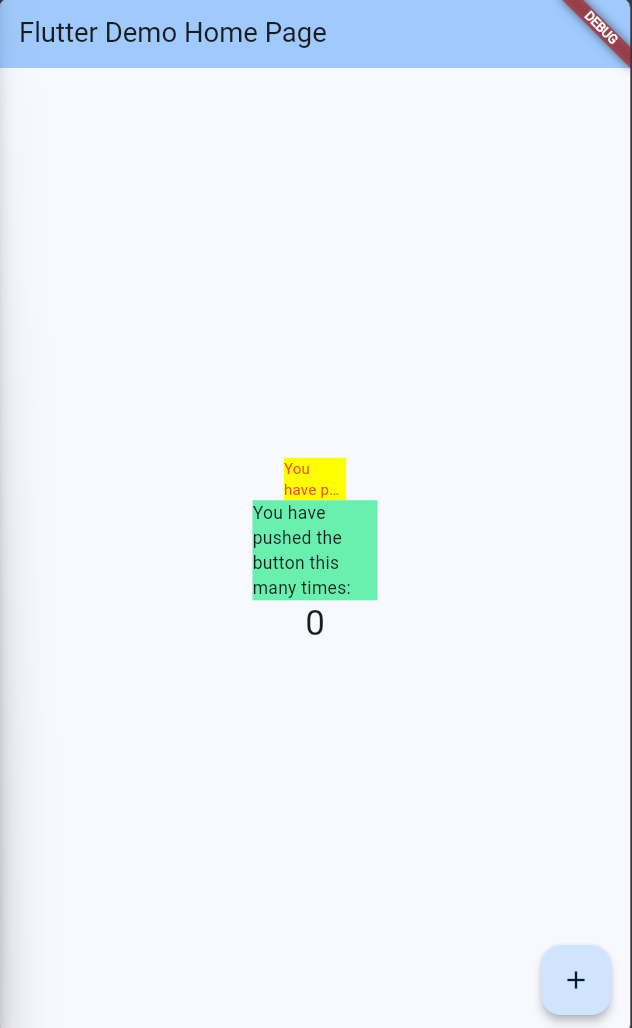 Flutter Demo Home Page
DEBUG
You
have p…
You have
pushed the
button this
many times:
0
+